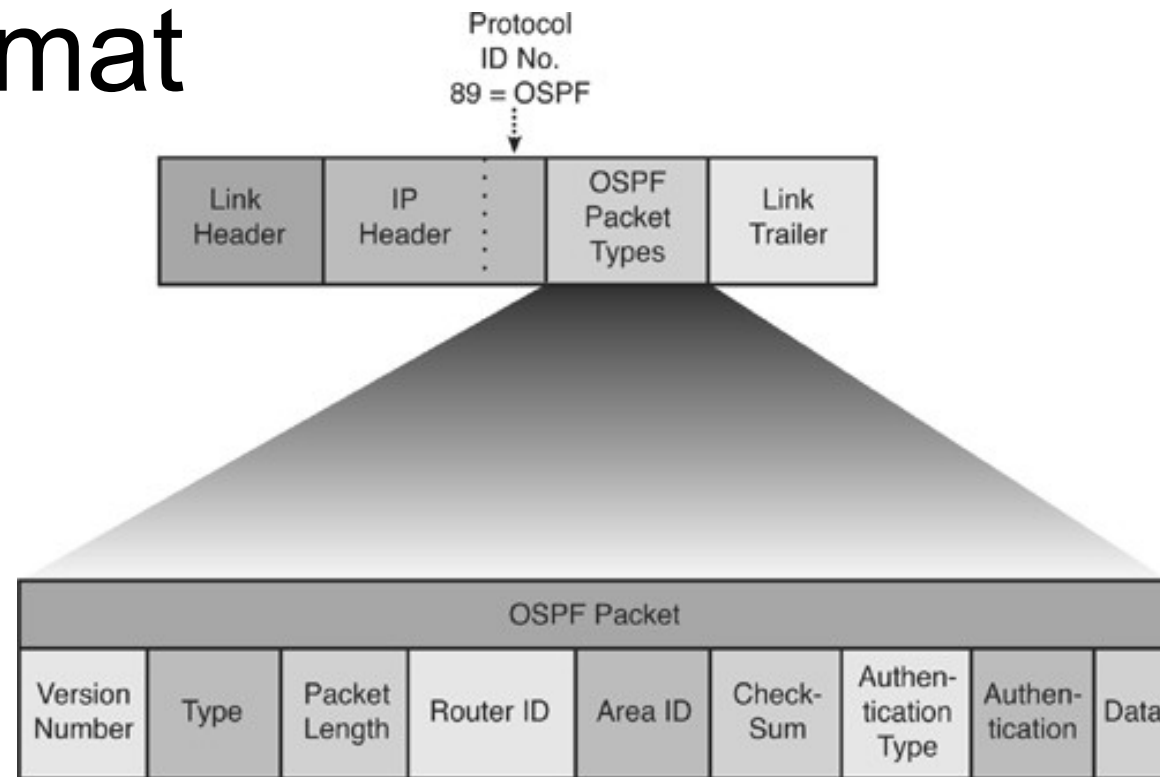 mat
Protocol
ID No.
89 = OSPF
Link
Header
IP
Header
OSPF
Packet
Types
Link
Trailer
OSPF Packet
Version
Number
Type
Packet
Length
Router ID
Area ID
Check-
Sum
Authen-
tication
Type
Authen-
tication
Data